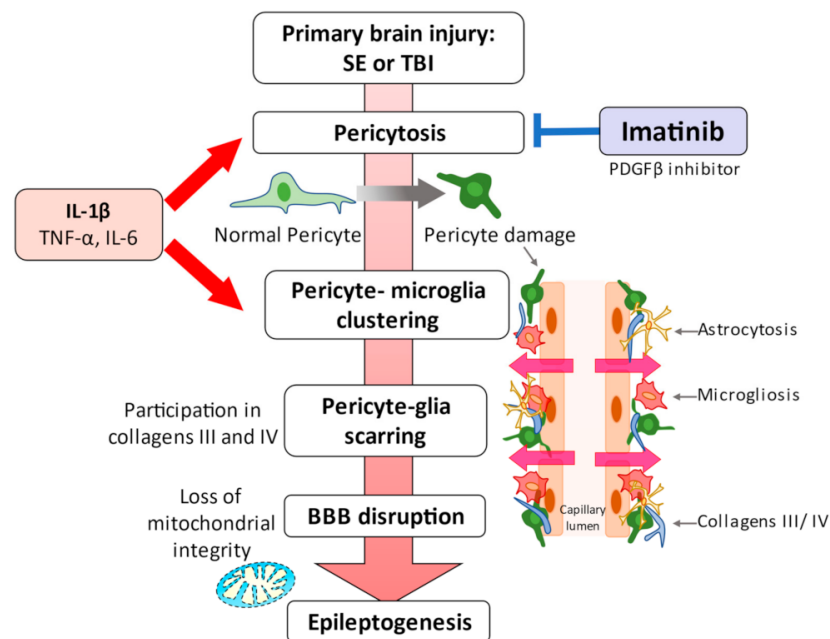 Primary brain injury:
SE or TBI
Pericytosis
Imatinib
PDGFβ inhibitor
IL-1β
TNF-α, IL-6
Normal Pericyte
Pericyte damage
Pericyte- microglia
clustering
Astrocytosis
Microgliosis
Participation in
collagens III and IV
Pericyte-glia
scarring
Loss of
mitochondrial
integrity
BBB disruption
Capillary
lumen
Collagens III/ IV
Epileptogenesis